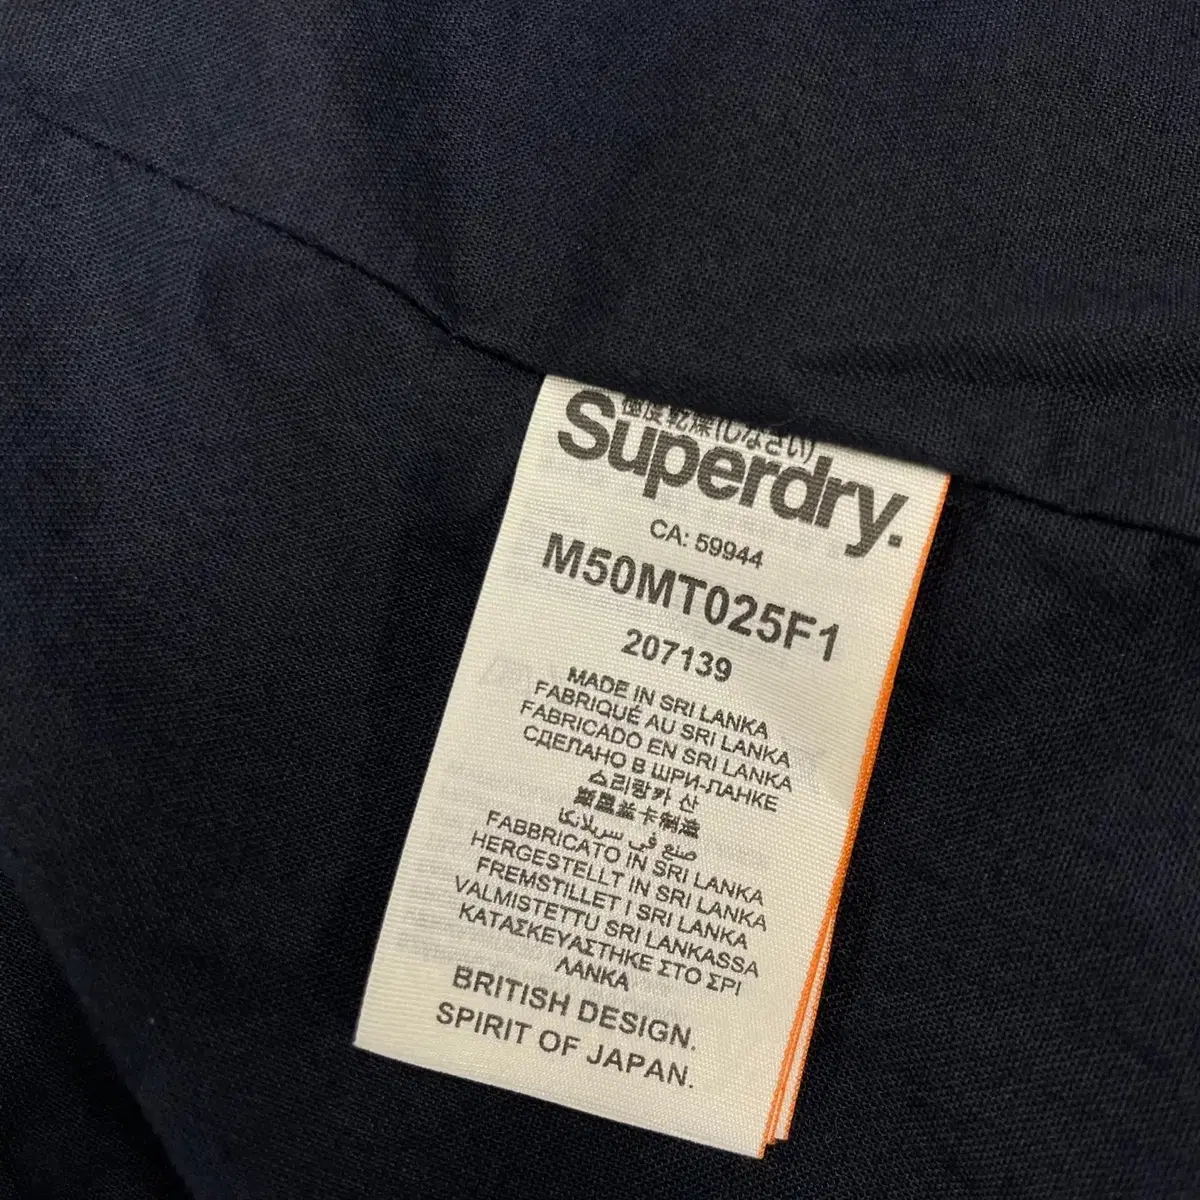 極度乾燥(しなさい)
Superdry.
CA: 59944
M50MT025F1
207139
MADE IN SRI LANKA
FABRIQUÉ AU SRI LANKA
FABRICADO EN SRI LANKA
СДЕЛАНО В ШРИ-ЛАНКЕ
스리랑카 산
斯里兰卡制造
صنع في سريلانكا
FABBRICATO IN SRI LANKA
HERGESTELLT IN SRI LANKA
FREMSTILLET I SRI LANKA
VALMISTETTU SRI LANKASSA
ΚΑΤΑΣΚΕΥΑΣΤΗΚΕ ΣΤΟ ΣΡΙ
ΛΑΝΚΑ
BRITISH DESIGN.
SPIRIT OF JAPAN.